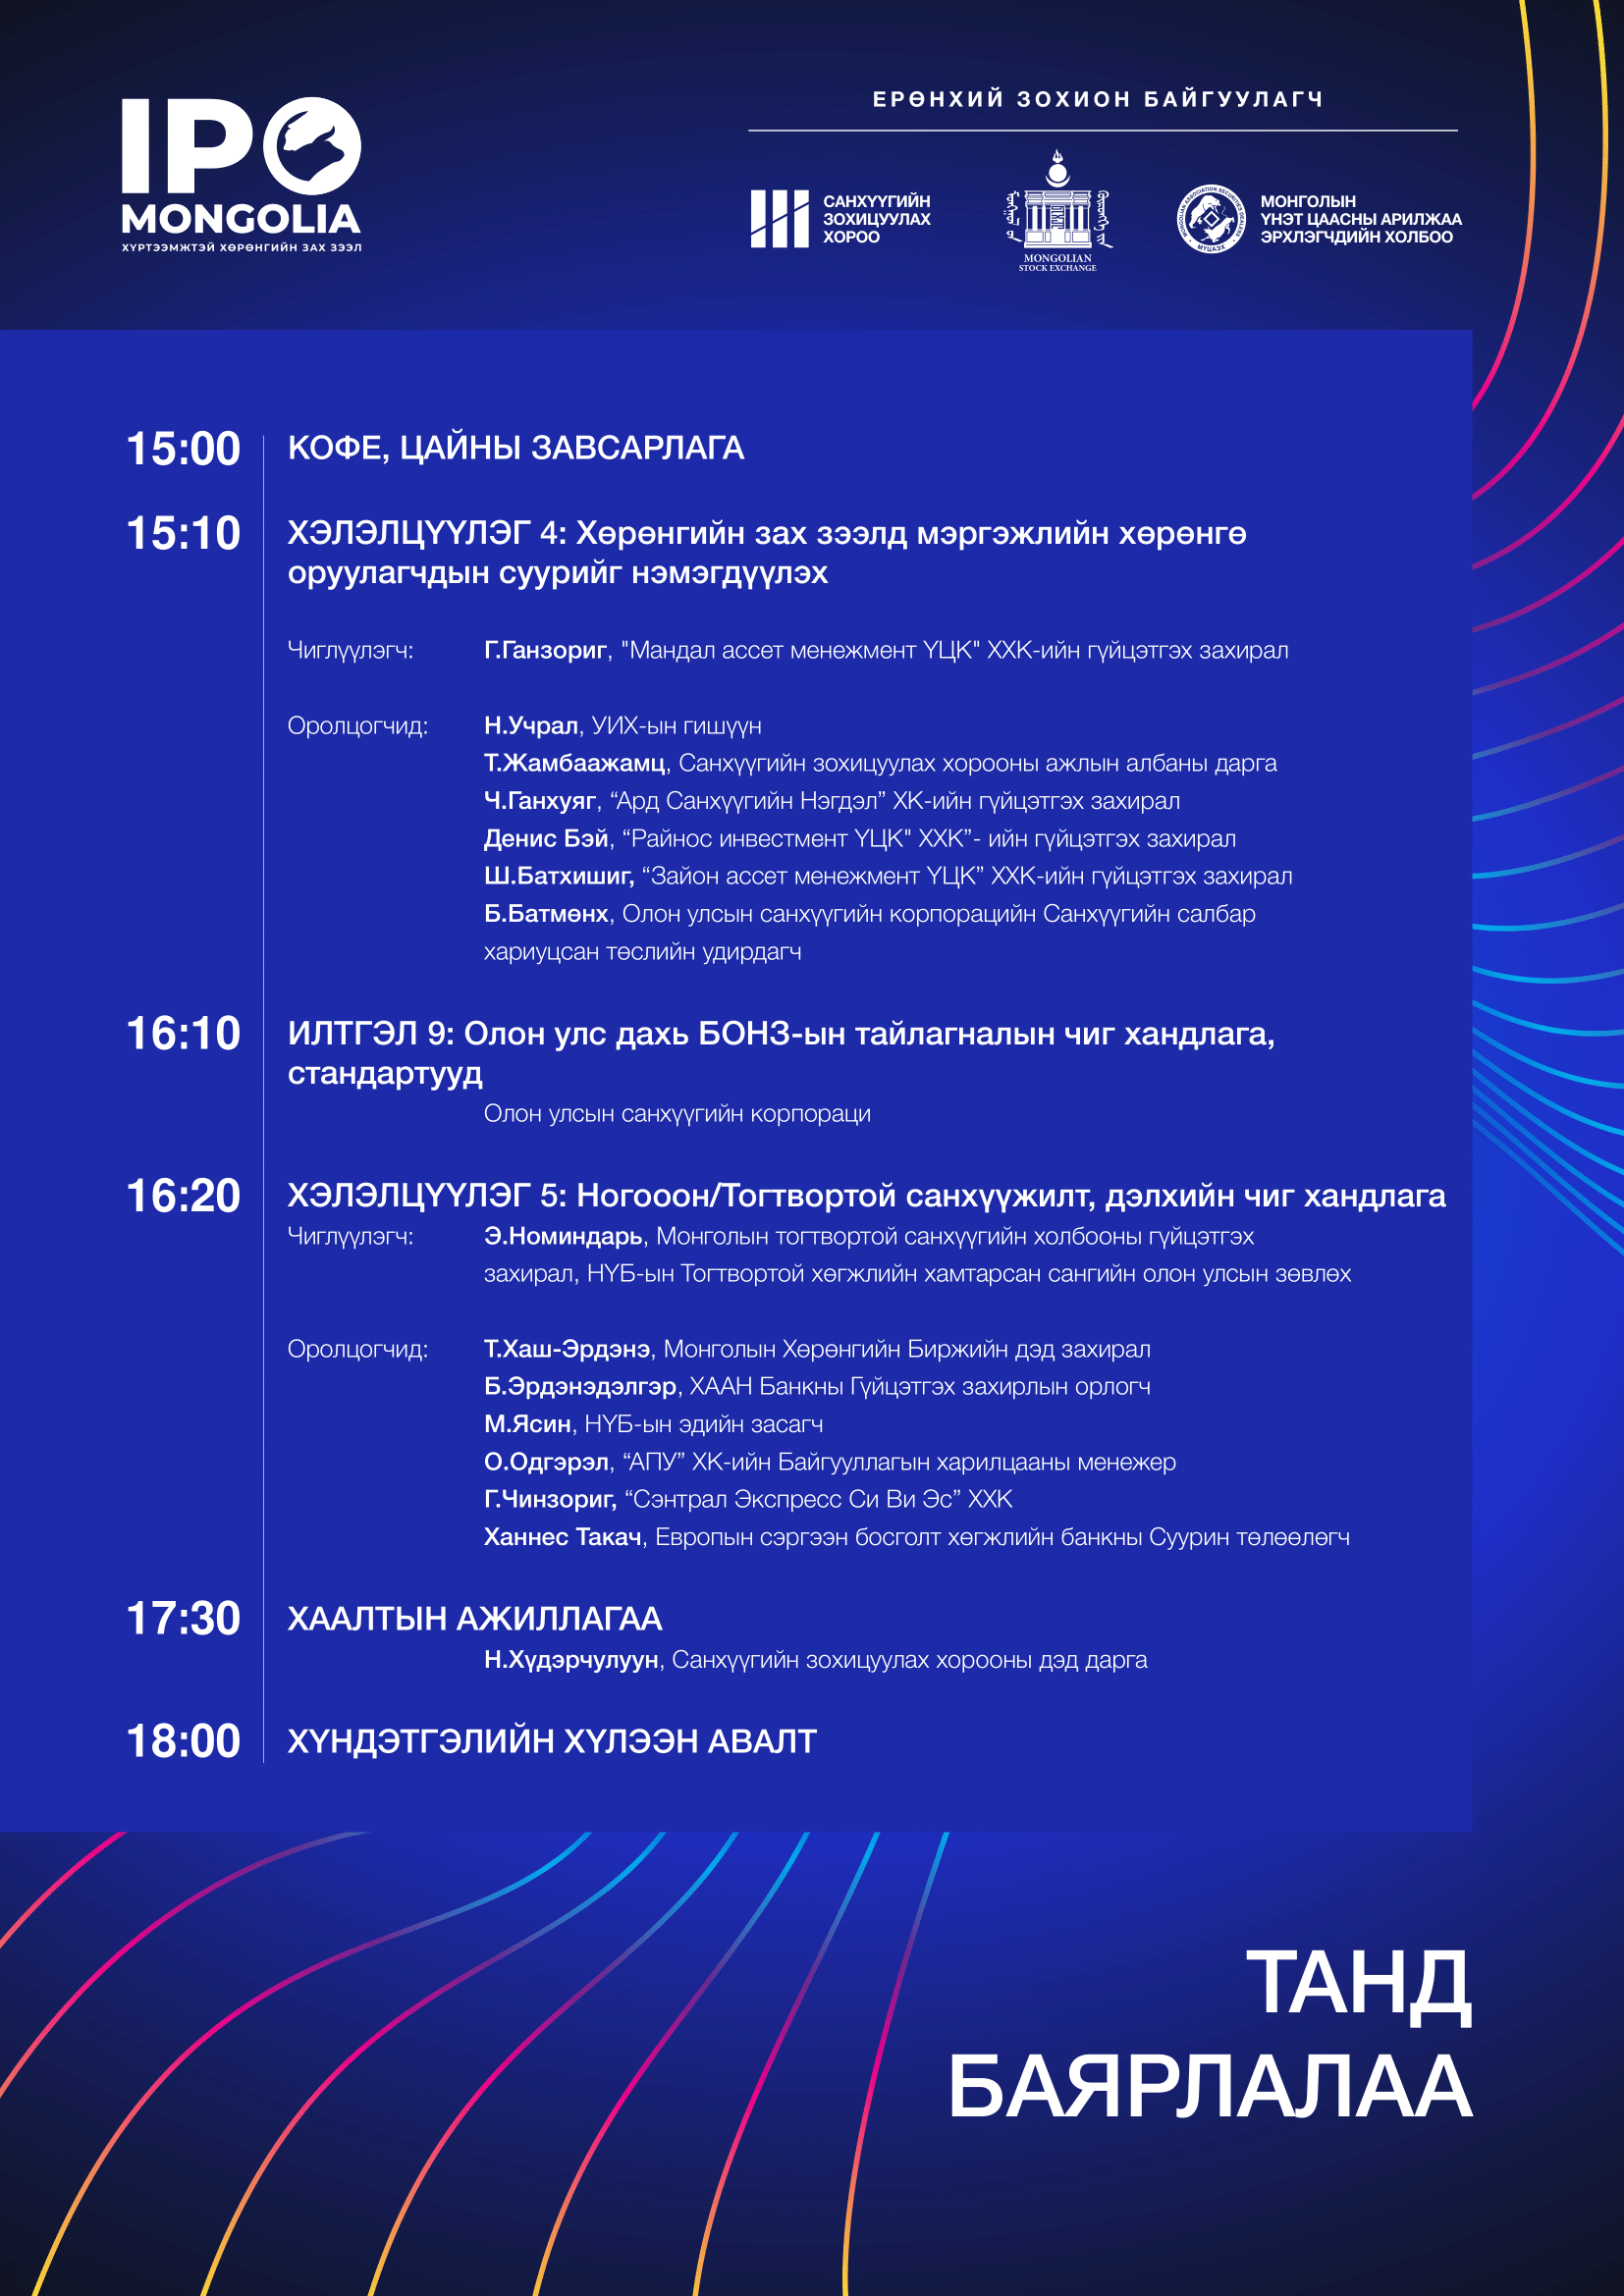 IPO
MONGOLIA
ХҮРТЭЭМЖТЭЙ ХӨРӨНГИЙН ЗАХ ЗЭЭЛ
ЕРӨНХИЙ ЗОХИОН БАЙГУУЛАГЧ
САНХҮҮГИЙН
ЗОХИЦУУЛАХ
ХОРОО
MONGOLIAN
STOCK EXCHANGE
MONGOLIAN ASSOCIATION SECURITIES DEALERS
МҮЦАЭХ
МОНГОЛЫН
ҮНЭТ ЦААСНЫ АРИЛЖАА
ЭРХЛЭГЧДИЙН ХОЛБОО
15:00 КОФЕ, ЦАЙНЫ ЗАВСАРЛАГА
15:10 ХЭЛЭЛЦҮҮЛЭГ 4: Хөрөнгийн зах зээлд мэргэжлийн хөрөнгө
оруулагчдын суурийг нэмэгдүүлэх
Чиглүүлэгч: Г.Ганзориг, "Мандал ассет менежмент ҮЦК" ХХК-ийн гүйцэтгэх захирал
Оролцогчид: Н.Учрал, УИХ-ын гишүүн
Т.Жамбаажамц, Санхүүгийн зохицуулах хорооны ажлын албаны дарга
Ч.Ганхуяг, “Ард Санхүүгийн Нэгдэл” ХК-ийн гүйцэтгэх захирал
Денис Бэй, “Райнос инвестмент ҮЦК" ХХК”- ийн гүйцэтгэх захирал
Ш.Батхишиг, “Зайон ассет менежмент ҮЦК” ХХК-ийн гүйцэтгэх захирал
Б.Батмөнх, Олон улсын санхүүгийн корпорацийн Санхүүгийн салбар
хариуцсан төслийн удирдагч
16:10 ИЛТГЭЛ 9: Олон улс дахь БОНЗ-ын тайлагналын чиг хандлага,
стандартууд
Олон улсын санхүүгийн корпораци
16:20 ХЭЛЭЛЦҮҮЛЭГ 5: Ногооон/Тогтвортой санхүүжилт, дэлхийн чиг хандлага
Чиглүүлэгч: Э.Номиндарь, Монголын тогтвортой санхүүгийн холбооны гүйцэтгэх
захирал, НҮБ-ын Тогтвортой хөгжлийн хамтарсан сангийн олон улсын зөвлөх
Оролцогчид: Т.Хаш-Эрдэнэ, Монголын Хөрөнгийн Биржийн дэд захирал
Б.Эрдэнэдэлгэр, ХААН Банкны Гүйцэтгэх захирлын орлогч
М.Ясин, НҮБ-ын эдийн засагч
О.Одгэрэл, “АПУ” ХК-ийн Байгууллагын харилцааны менежер
Г.Чинзориг, “Сэнтрал Экспресс Си Ви Эс” ХХК
Ханнес Такач, Европын сэргээн босголт хөгжлийн банкны Суурин төлөөлөгч
17:30 ХААЛТЫН АЖИЛЛАГАА
Н.Хүдэрчулуун, Санхүүгийн зохицуулах хорооны дэд дарга
18:00 ХҮНДЭТГЭЛИЙН ХҮЛЭЭН АВАЛТ
ТАНД
БАЯРЛАЛАА